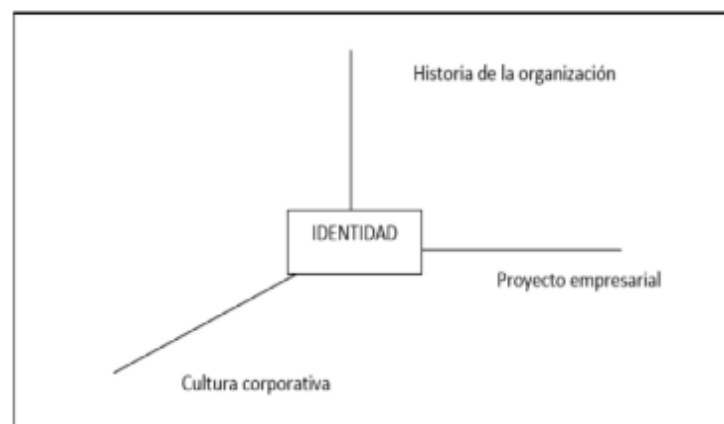 Historia de la organización
IDENTIDAD
Proyecto empresarial
Cultura corporativa